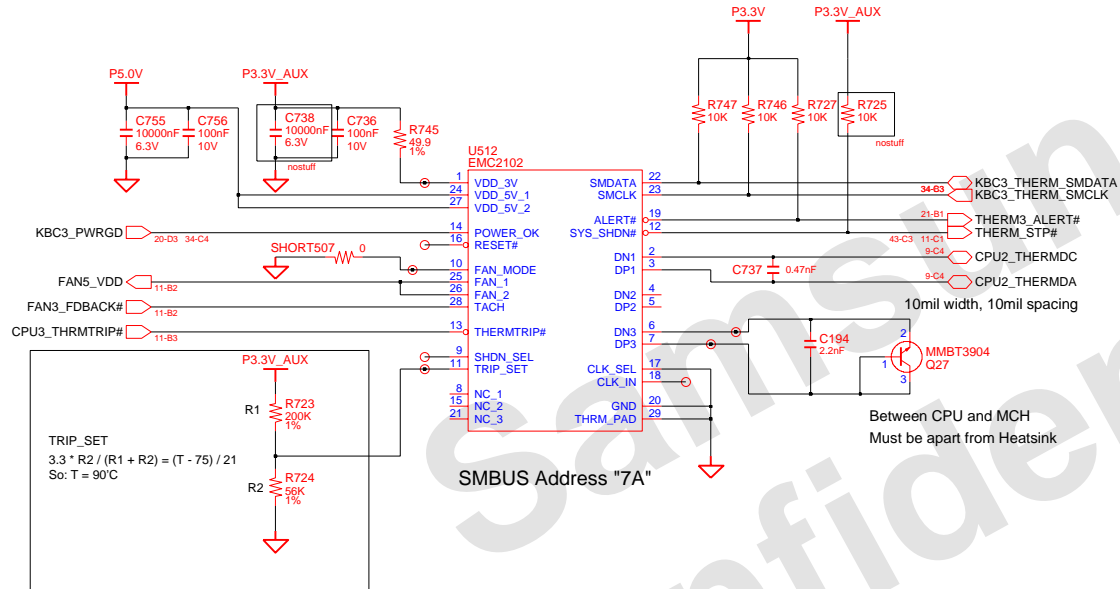 P5.0V
P3.3V_AUX
P3.3V
P3.3V_AUX
C755
10000nF
6.3V
C756
100nF
10V
C738
10000nF
6.3V
nostuff
C736
100nF
10V
R745
49.9
1%
R747
10K
R746
10K
R727
10K
R725
10K
nostuff
U512
EMC2102
1 VDD_3V
24 VDD_5V_1
27 VDD_5V_2
14 POWER_OK
16 RESET#
10 FAN_MODE
25 FAN_1
26 FAN_2
28 TACH
13 THERMTRIP#
9 SHDN_SEL
11 TRIP_SET
8 NC_1
15 NC_2
21 NC_3
SMDATA 22
SMCLK 23
ALERT# 19
SYS_SHDN# 12
DN1 2
DP1 3
DN2 4
DP2 5
DN3 6
DP3 7
CLK_SEL 17
CLK_IN 18
GND 20
THRM_PAD 29
KBC3_PWRGD
20-D3 34-C4
SHORT507 0
FAN5_VDD
11-B2
FAN3_FDBACK#
11-B2
CPU3_THRMTRIP#
11-B3
KBC3_THERM_SMDATA
34-B3
KBC3_THERM_SMCLK
21-B1
THERM3_ALERT#
43-C3 11-C1
THERM_STP#
9-C4
CPU2_THERMDC
C737 0.47nF
9-C4
CPU2_THERMDA
10mil width, 10mil spacing
C194
2.2nF
2
1
3
MMBT3904
Q27
Between CPU and MCH
Must be apart from Heatsink
P3.3V_AUX
R1
R723
200K
1%
TRIP_SET
3.3 * R2 / (R1 + R2) = (T - 75) / 21
So: T = 90'C
R2
R724
56K
1%
SMBUS Address "7A"
Samsun
onfiden